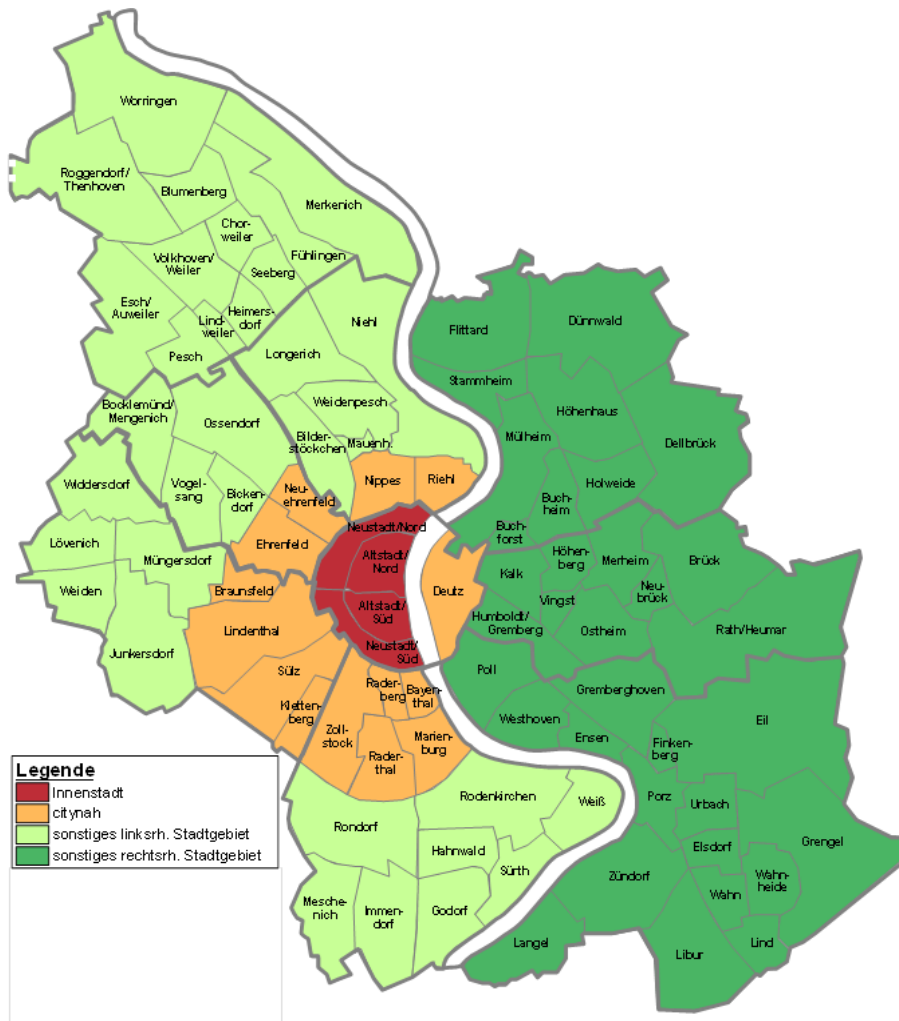 Worringen
Roggendorf/
Thenhoven
Blumenberg
Merkenich
Chor-
weiler
Volkhoven/
Weiler
Fühlingen
Seeberg
Esch/
Auweiler
Heimers-
dorf
Lind-
weiler
Niehl
Pesch
Longerich
Flittard
Dünnwald
Stammheim
Weidenpesch
Bocklemünd/
Mengenich
Ossendorf
Höhenhaus
Mülheim
Dellbrück
Bilder-
stöckchen
Mauenh.
Widdersdorf
Vogel-
sang
Bicken-
dorf
Neu-
ehrenfeld
Nippes
Riehl
Holweide
Buch-
heim
Buch-
forst
Neustadt/Nord
Lövenich
Müngersdorf
Ehrenfeld
Altstadt/
Nord
Kalk
Höhen-
berg
Merheim
Brück
Weiden
Braunsfeld
Deutz
Neu-
brück
Vingst
Altstadt/
Süd
Humboldt/
Gremberg
Lindenthal
Ostheim
Rath/Heumar
Junkersdorf
Neustadt/
Süd
Sülz
Poll
Rader-
berg
Bayen-
thal
Gremberghoven
Kletten-
berg
Westhoven
Eil
Zoll-
stock
Marien-
burg
Ensen
Finken-
berg
Rader-
thal
Legende
Innenstadt
citynah
sonstiges linksrh. Stadtgebiet
sonstiges rechtsrh. Stadtgebiet
Rodenkirchen
Weiß
Porz
Urbach
Rondorf
Hahnwald
Elsdorf
Grengel
Sürth
Zündorf
Wahn-
heide
Wahn
Mesche-
nich
Immen-
dorf
Godorf
Langel
Libur
Lind